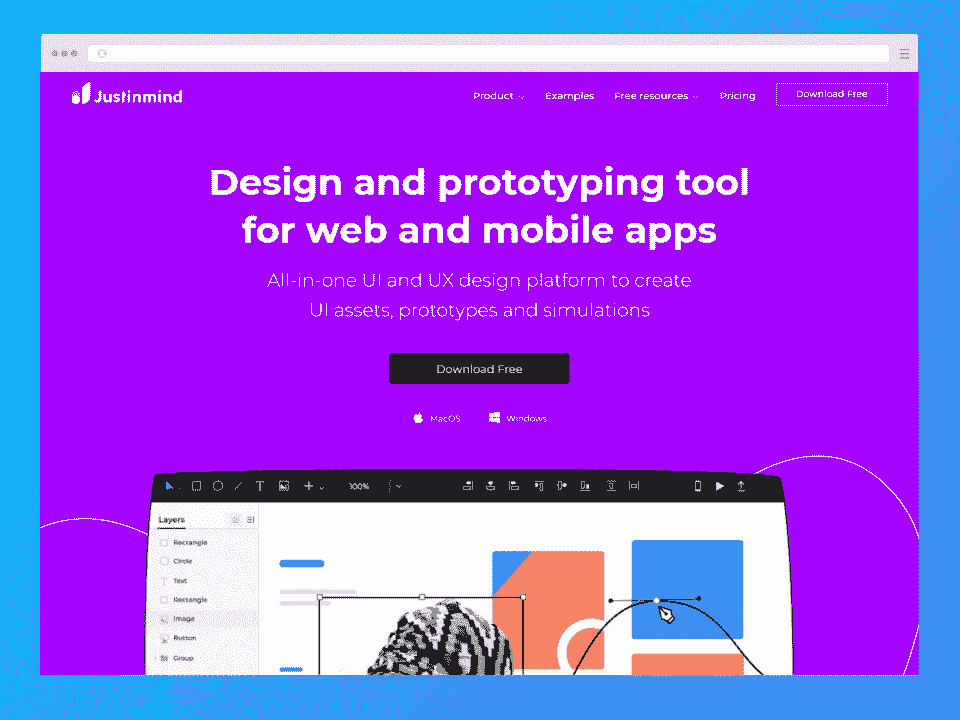 Justinmind
Product
Examples
Free resources
Pricing
Download Free
Design and prototyping tool
for web and mobile apps
All-in-one UI and UX design platform to create
UI assets, prototypes and simulations
Download Free
MacOS
Windows
T
100%
Layers
Rectangle
Circle
T Text
Rectangle
Image
Button
Group